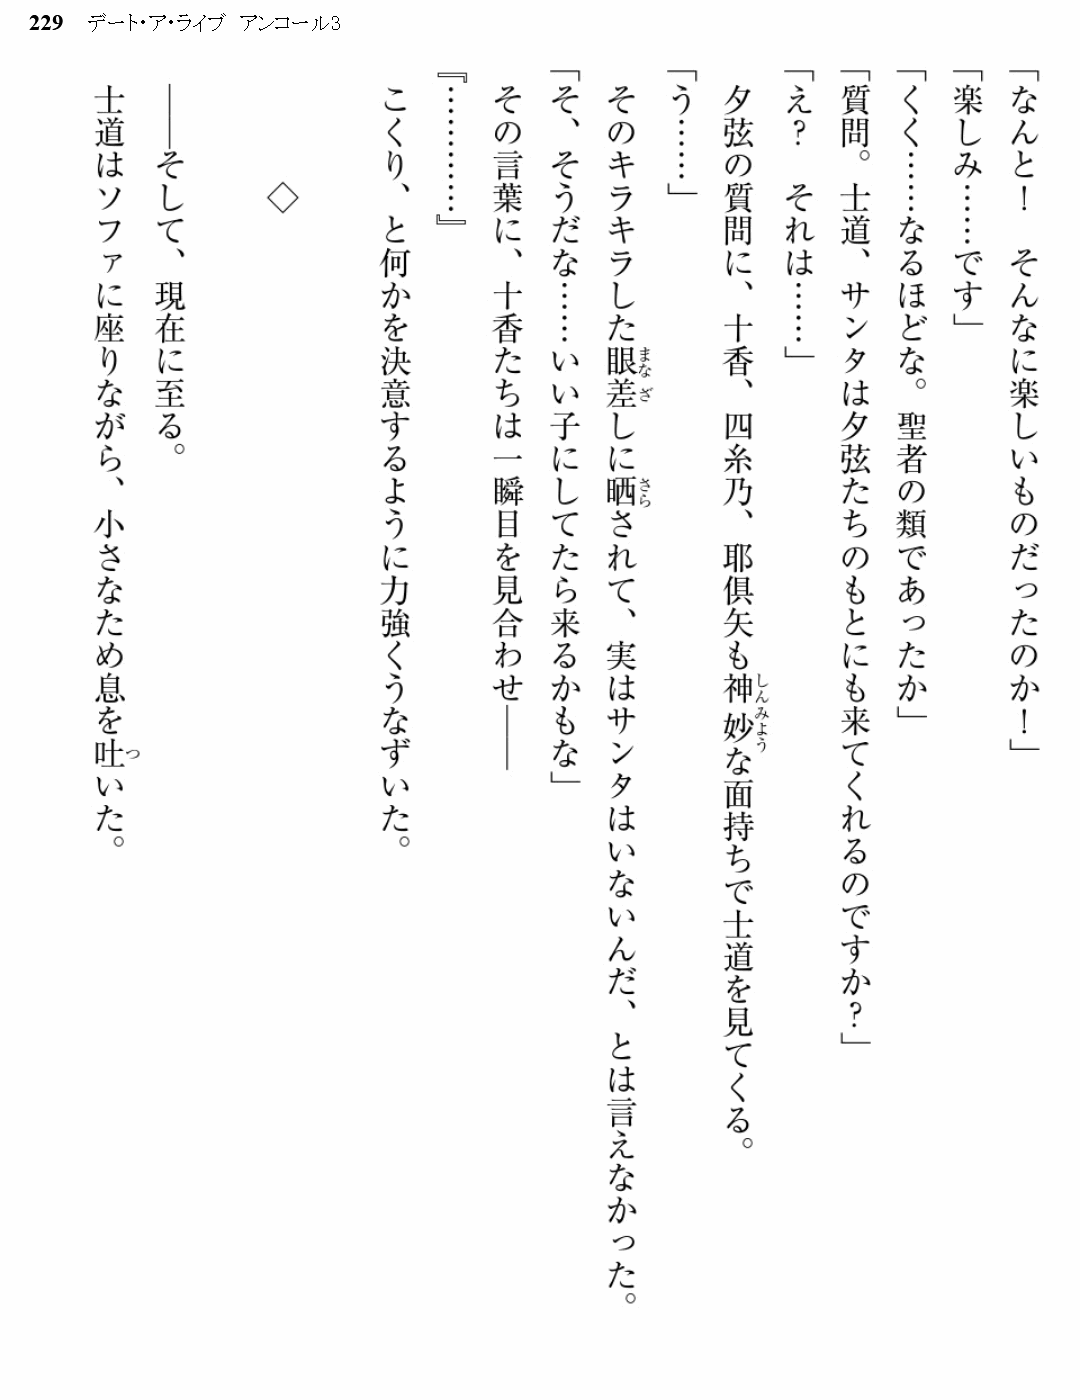 229 デート・ア・ライブ アンコール3
「なんと！　そんなに楽しいものだったのか！」
「楽しみ……です」
「くく……なるほどな。聖者の類であったか」
「質問。士道、サンタは夕弦たちのもとにも来てくれるのですか？」
「え？　それは……」
夕弦の質問に、十香、四糸乃、耶倶矢も神妙な面持ちで士道を見てくる。
「う……」
そのキラキラした眼差しに晒されて、実はサンタはいないんだ、とは言えなかった。
「そ、そうだな……いい子にしてたら来るかもな」
その言葉に、十香たちは一瞬目を見合わせ――
『…………』
こくり、と何かを決意するように力強くうなずいた。
◇
――そして、現在に至る。
士道はソファに座りながら、小さなため息を吐いた。